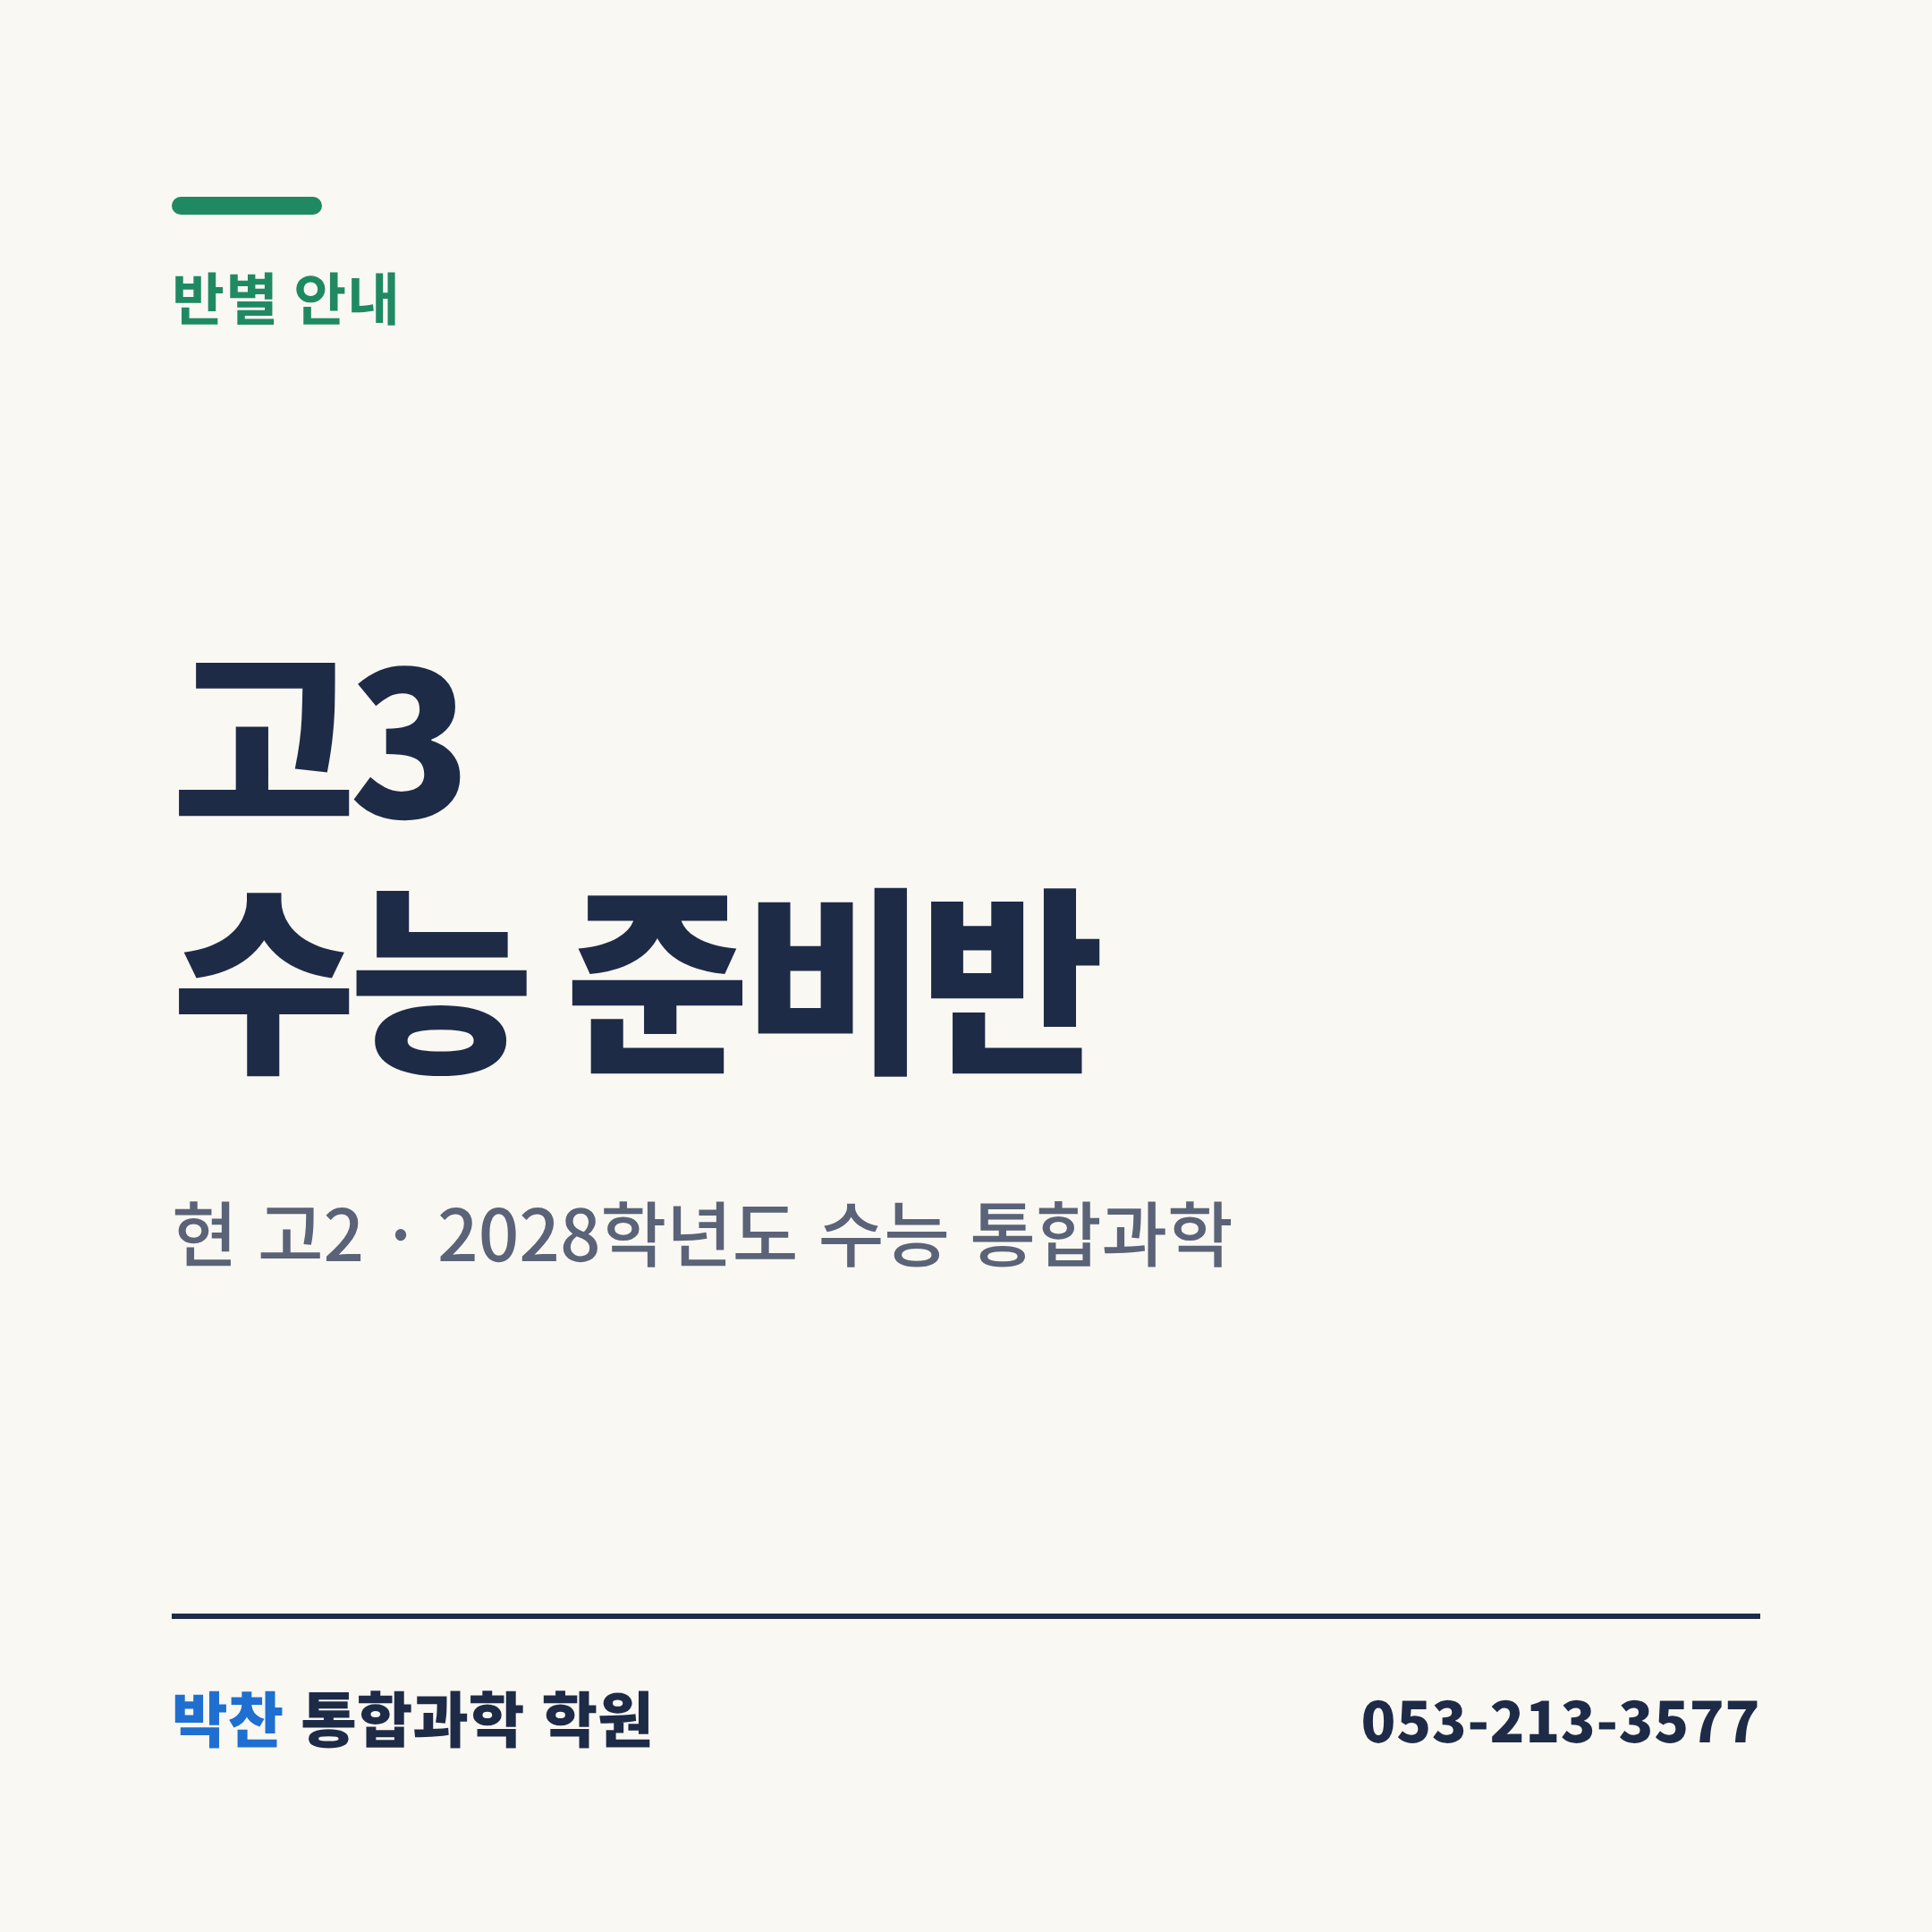 반별 안내
고3
수능 준비반
현 고2 · 2028학년도 수능 통합과학
박찬 통합과학 학원
053-213-3577